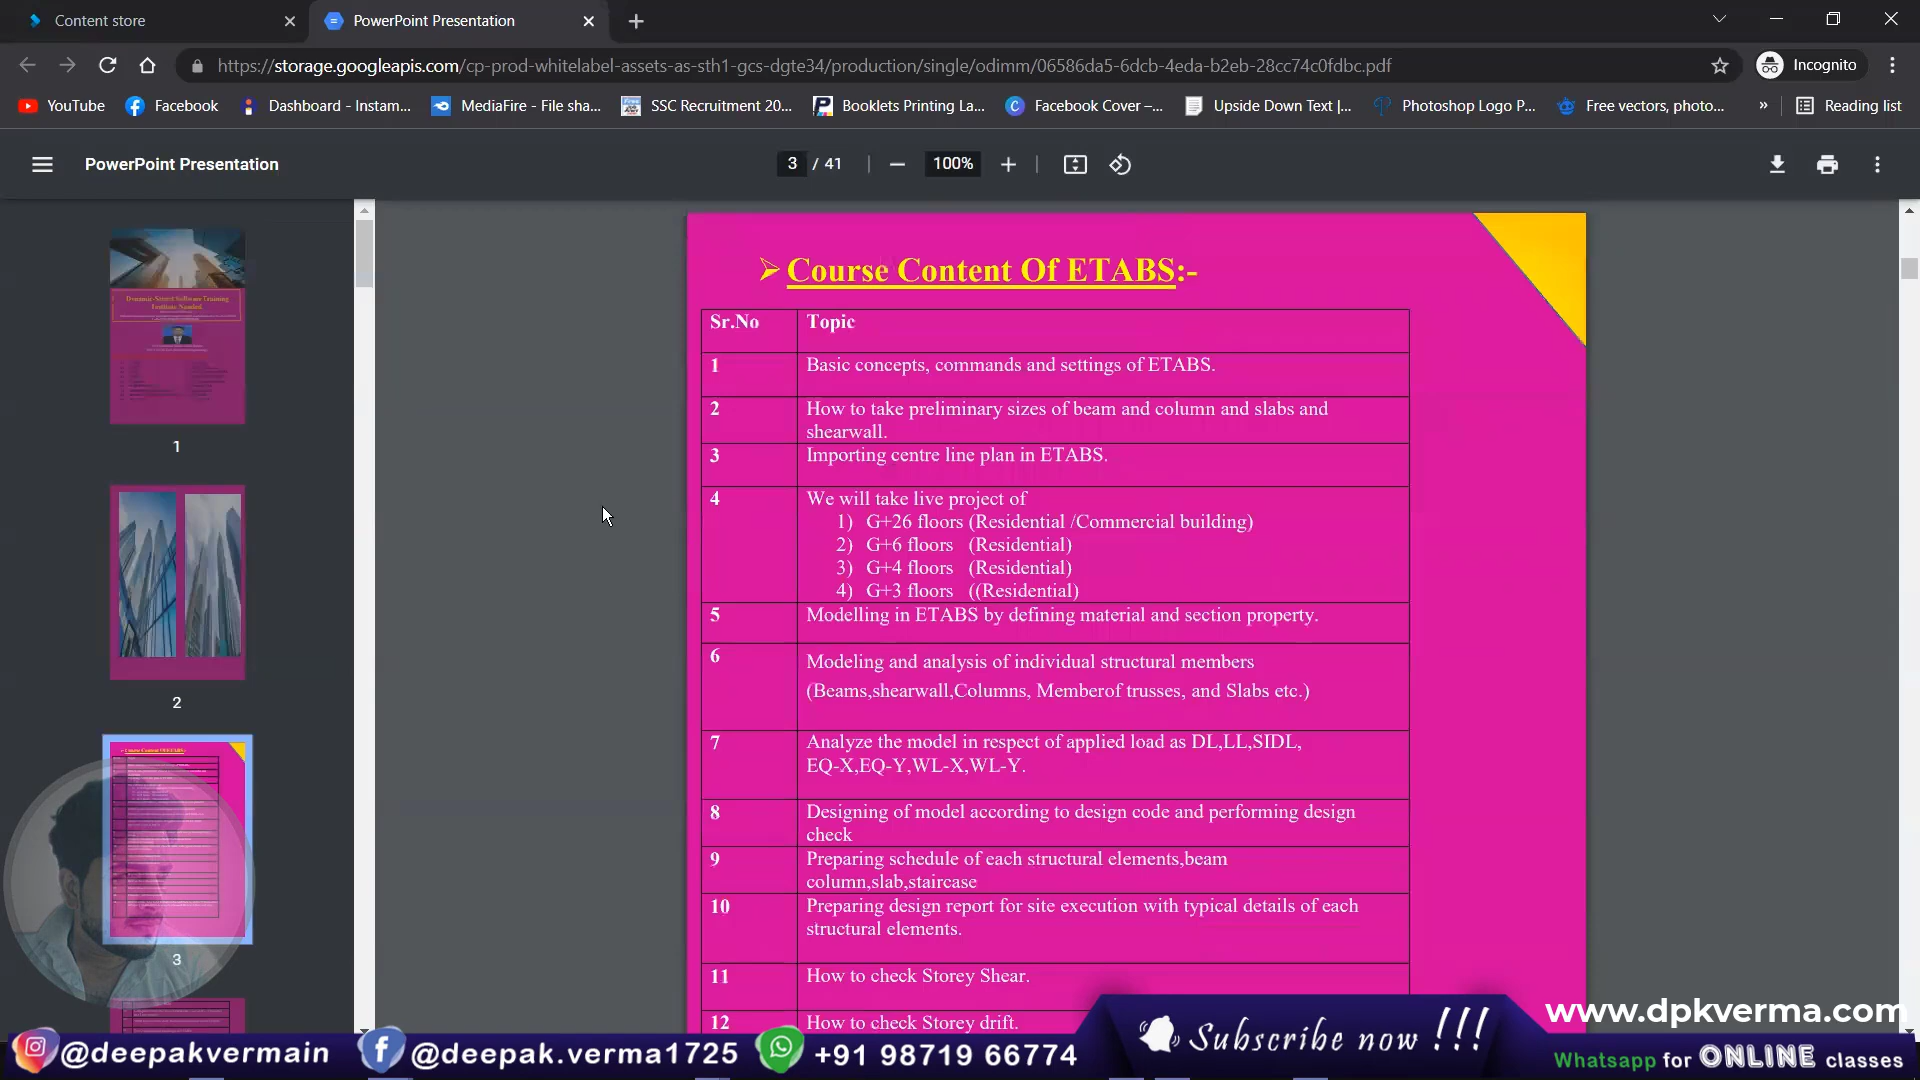 Content store
PowerPoint Presentation
https://storage.googleapis.com/cp-prod-whitelabel-assets-as-sth1-gcs-dgte34/production/single/odimm/06586da5-6dcb-4eda-b2eb-28cc74c0fdbc.pdf
Incognito
YouTube
Facebook
Dashboard - Instam...
MediaFire - File sha...
SSC Recruitment 20...
Booklets Printing La...
Facebook Cover –...
Upside Down Text |...
Photoshop Logo P...
Free vectors, photo...
»
Reading list
PowerPoint Presentation
3 / 41
100%
1
2
3
➢ Course Content Of ETABS:-
Sr.No Topic
1 Basic concepts, commands and settings of ETABS.
2 How to take preliminary sizes of beam and column and slabs and
shearwall.
3 Importing centre line plan in ETABS.
4 We will take live project of
1) G+26 floors (Residential /Commercial building)
2) G+6 floors (Residential)
3) G+4 floors (Residential)
4) G+3 floors ((Residential)
5 Modelling in ETABS by defining material and section property.
6 Modeling and analysis of individual structural members
(Beams,shearwall,Columns, Memberof trusses, and Slabs etc.)
7 Analyze the model in respect of applied load as DL,LL,SIDL,
EQ-X,EQ-Y,WL-X,WL-Y.
8 Designing of model according to design code and performing design
check
9 Preparing schedule of each structural elements,beam
column,slab,staircase
10 Preparing design report for site execution with typical details of each
structural elements.
11 How to check Storey Shear.
12 How to check Storey drift.
@deepakvermain
@deepak.verma1725
+91 98719 66774
Subscribe now !!!
www.dpkverma.com
Whatsapp for ONLINE classes